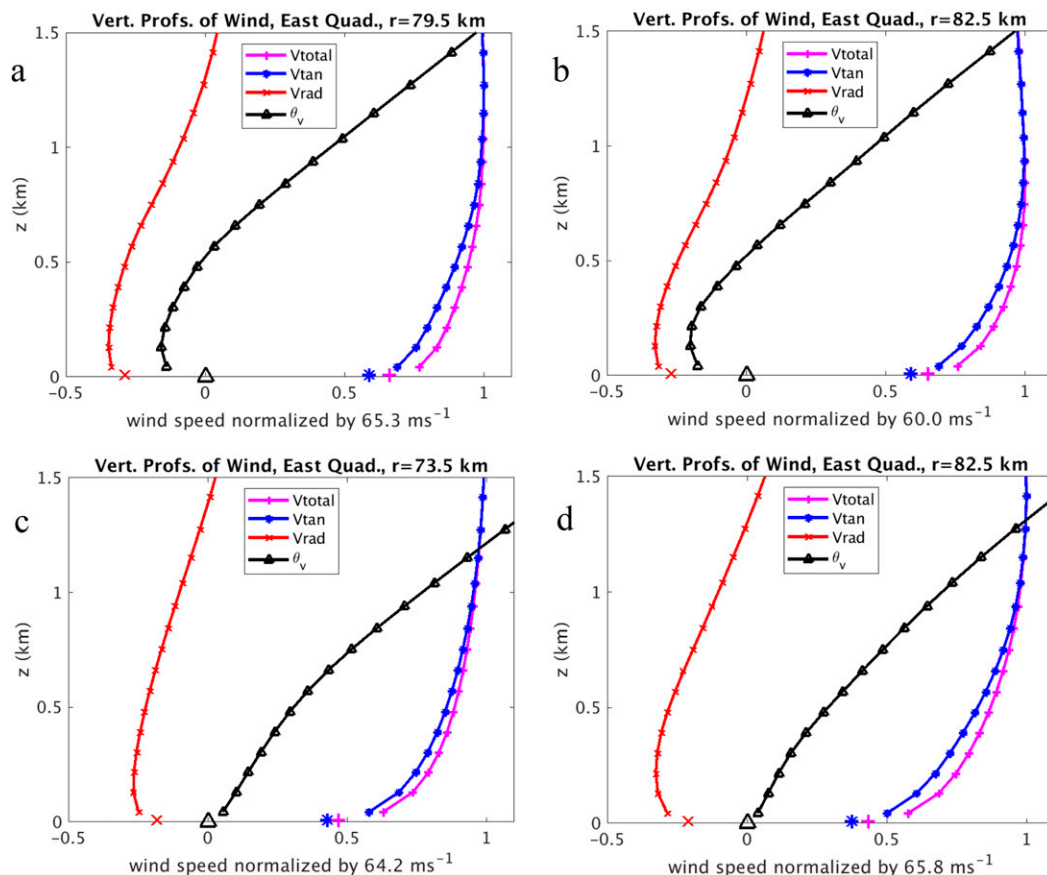 Vert. Profs. of Wind, East Quad., r=79.5 km
a
1.5
1
0.5
0
z (km)
Vtotal
Vtan
Vrad
θv
-0.5
0
0.5
1
wind speed normalized by 65.3 ms⁻¹
Vert. Profs. of Wind, East Quad., r=82.5 km
b
1.5
1
0.5
0
z (km)
Vtotal
Vtan
Vrad
θv
-0.5
0
0.5
1
wind speed normalized by 60.0 ms⁻¹
Vert. Profs. of Wind, East Quad., r=73.5 km
c
1.5
1
0.5
0
z (km)
Vtotal
Vtan
Vrad
θv
-0.5
0
0.5
1
wind speed normalized by 64.2 ms⁻¹
Vert. Profs. of Wind, East Quad., r=82.5 km
d
1.5
1
0.5
0
z (km)
Vtotal
Vtan
Vrad
θv
-0.5
0
0.5
1
wind speed normalized by 65.8 ms⁻¹